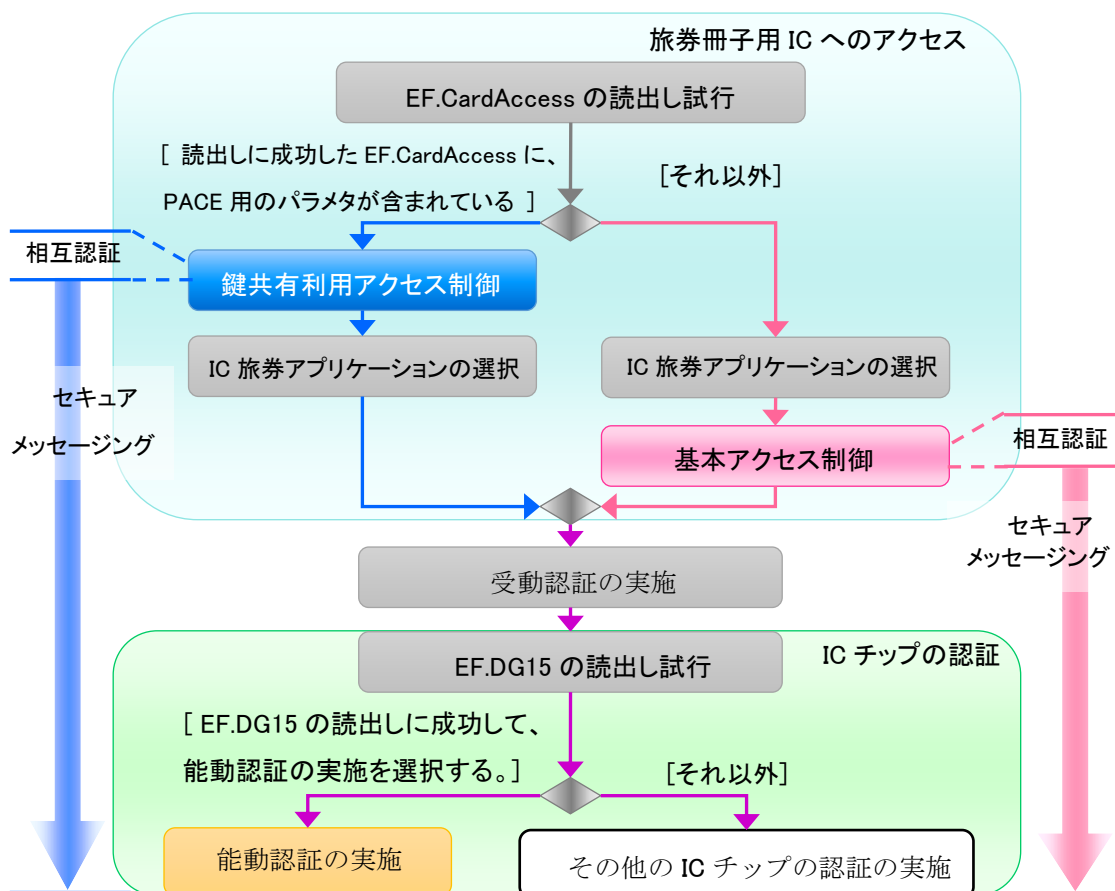 旅券冊子用 IC へのアクセス
EF.CardAccess の読出し試行
[ 読出しに成功した EF.CardAccess に、
PACE 用のパラメタが含まれている ]
[それ以外]
相互認証
鍵共有利用アクセス制御
IC 旅券アプリケーションの選択
IC 旅券アプリケーションの選択
セキュア
メッセージング
基本アクセス制御
相互認証
セキュア
メッセージング
受動認証の実施
EF.DG15 の読出し試行
IC チップの認証
[ EF.DG15 の読出しに成功して、
能動認証の実施を選択する。]
[それ以外]
能動認証の実施
その他の IC チップの認証の実施